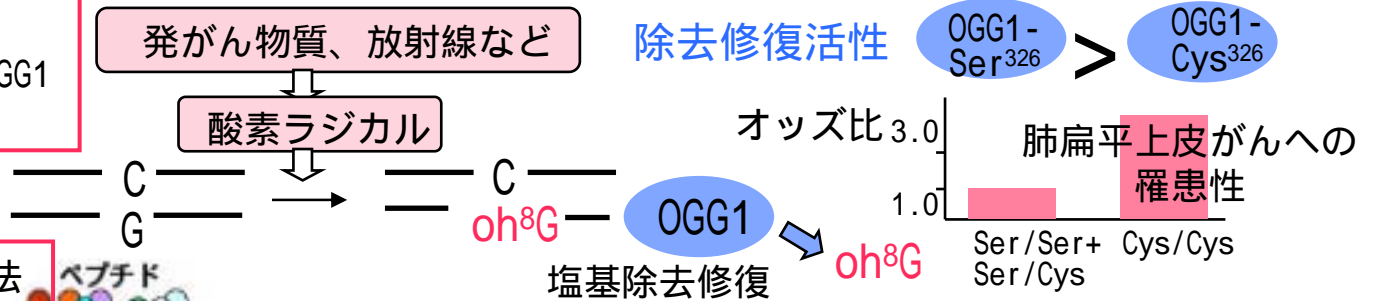 GG1
発がん物質、放射線など
酸素ラジカル
C
G
C
oh⁸G
OGG1
塩基除去修復
oh⁸G
除去修復活性
OGG1-
Ser³²⁶
>
OGG1-
Cys³²⁶
オッズ比
3.0
1.0
肺扁平上皮がんへの
罹患性
Ser/Ser+
Ser/Cys
Cys/Cys
法
ペプチド